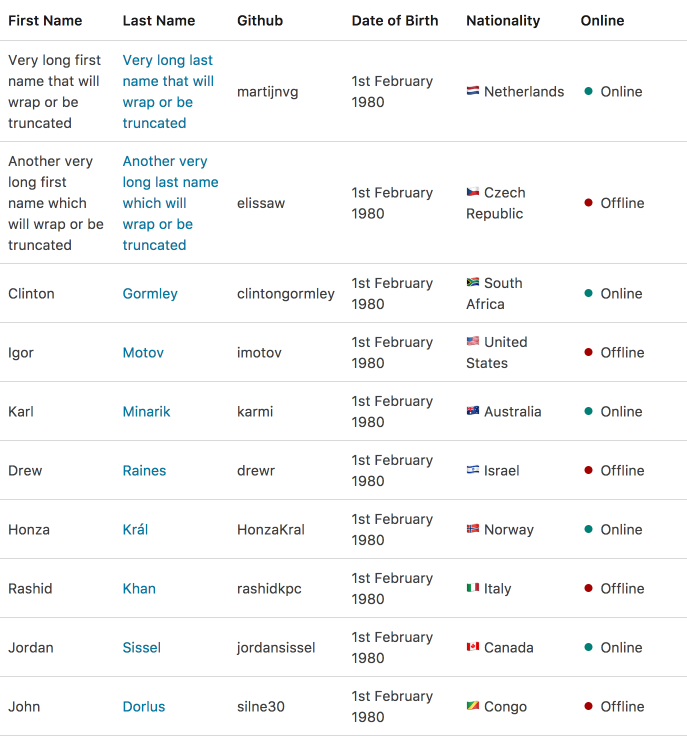 First Name Last Name Github Date of Birth Nationality Online
Very long first name that will wrap or be truncated Very long last name that will wrap or be truncated martijnvg 1st February 1980 Netherlands Online
Another very long first name which will wrap or be truncated Another very long last name which will wrap or be truncated elissaw 1st February 1980 Czech Republic Offline
Clinton Gormley clintongormley 1st February 1980 South Africa Online
Igor Motov imotov 1st February 1980 United States Offline
Karl Minarik karmi 1st February 1980 Australia Online
Drew Raines drewr 1st February 1980 Israel Offline
Honza Král HonzaKral 1st February 1980 Norway Online
Rashid Khan rashidkpc 1st February 1980 Italy Offline
Jordan Sissel jordansissel 1st February 1980 Canada Online
John Dorlus silne30 1st February 1980 Congo Offline